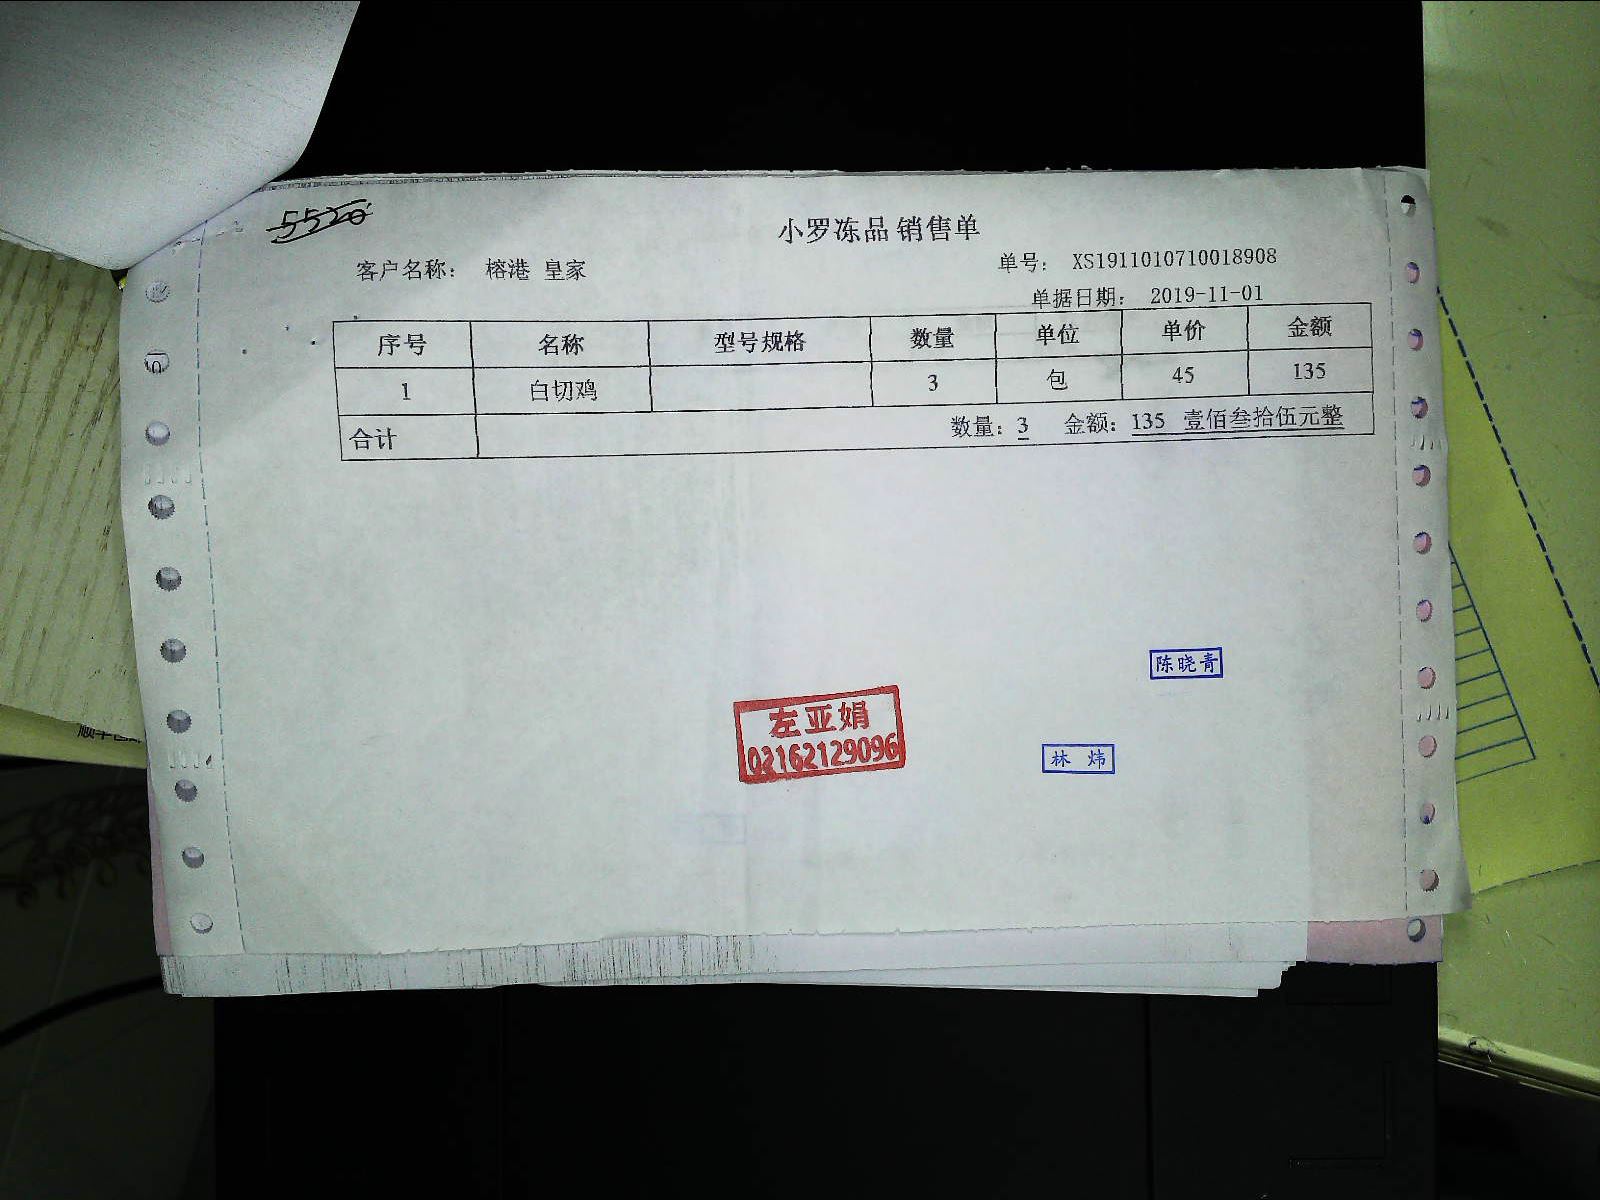 5520
小罗冻品 销售单
客户名称： 榕港 皇家
单号： XS1911010710018908
单据日期： 2019-11-01
序号 名称 型号规格 数量 单位 单价 金额
1 白切鸡 3 包 45 135
合计 数量：3 金额：135 壹佰叁拾伍元整
陈晓青
左亚娟
02162129096
林 炜